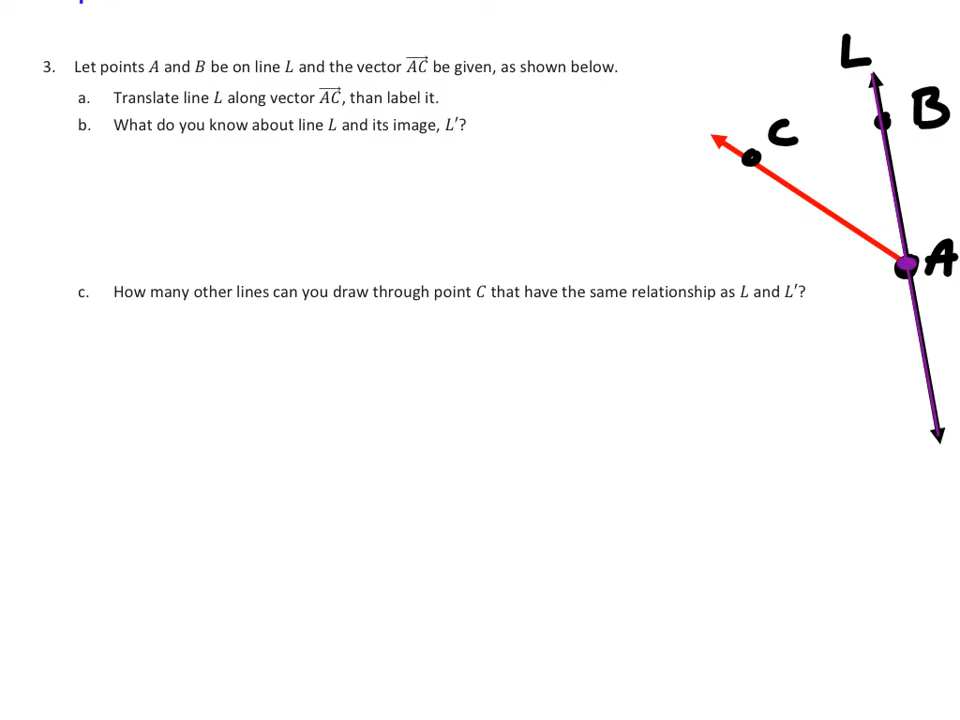 3. Let points A and B be on line L and the vector AC⃗ be given, as shown below.
a. Translate line L along vector AC⃗, than label it.
b. What do you know about line L and its image, L′?
c. How many other lines can you draw through point C that have the same relationship as L and L′?
L
B
C
A